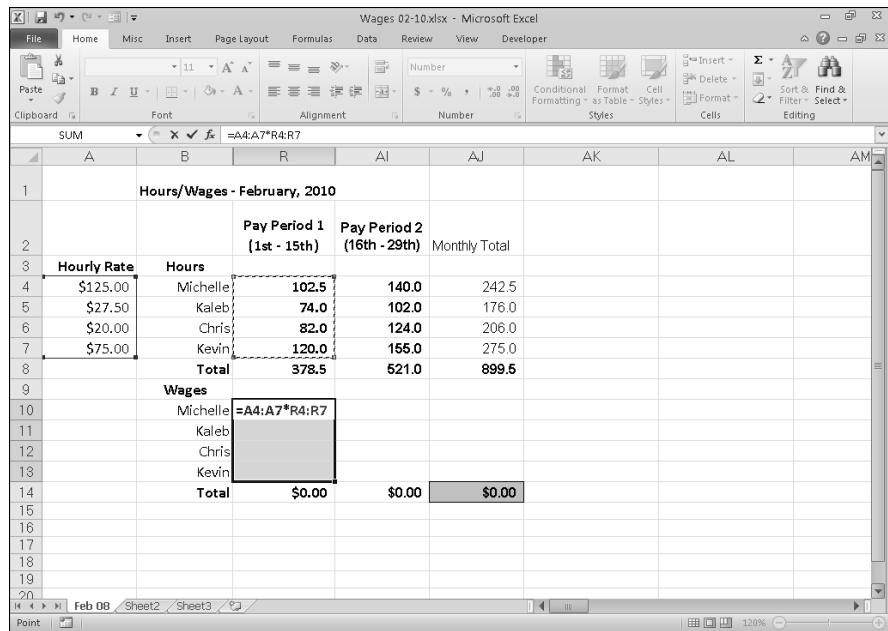 Wages 02-10.xlsx - Microsoft Excel
File Home Misc Insert Page Layout Formulas Data Review View Developer
Paste
11
B I U
A A
A
Number
$ % ,
Conditional Formatting
Format as Table
Cell Styles
Insert
Delete
Format
Σ
Sort & Filter
Find & Select
Clipboard Font Alignment Number Styles Cells Editing
SUM fx =A4:A7*R4:R7
A B R AI AJ AK AL AM
1 Hours/Wages - February, 2010
Pay Period 1 Pay Period 2
2 (1st - 15th) (16th - 29th) Monthly Total
3 Hourly Rate Hours
4 $125.00 Michelle 102.5 140.0 242.5
5 $27.50 Kaleb 74.0 102.0 176.0
6 $20.00 Chris 82.0 124.0 206.0
7 $75.00 Kevin 120.0 155.0 275.0
8 Total 378.5 521.0 899.5
9 Wages
10 Michelle =A4:A7*R4:R7
11 Kaleb
12 Chris
13 Kevin
14 Total $0.00 $0.00 $0.00
15
16
17
18
19
20
Feb 08 Sheet2 Sheet3
Point 120%